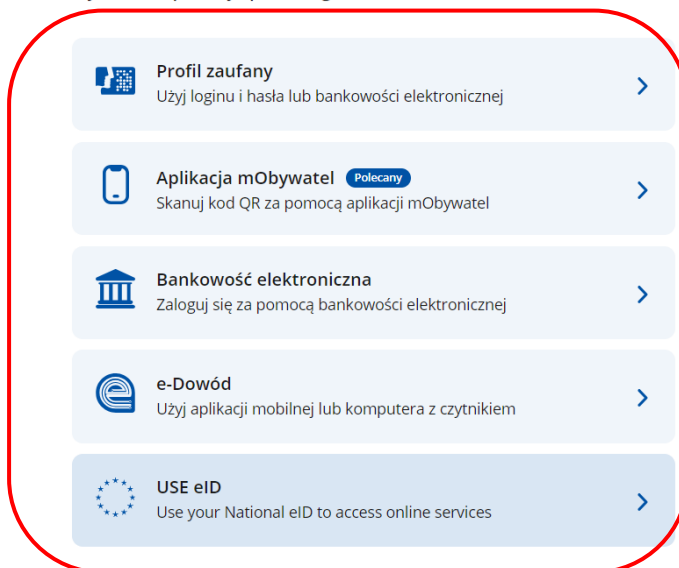 Profil zaufany
Użyj loginu i hasła lub bankowości elektronicznej
Aplikacja mObywatel Polecany
Skanuj kod QR za pomocą aplikacji mObywatel
Bankowość elektroniczna
Zaloguj się za pomocą bankowości elektronicznej
e-Dowód
Użyj aplikacji mobilnej lub komputera z czytnikiem
USE eID
Use your National eID to access online services